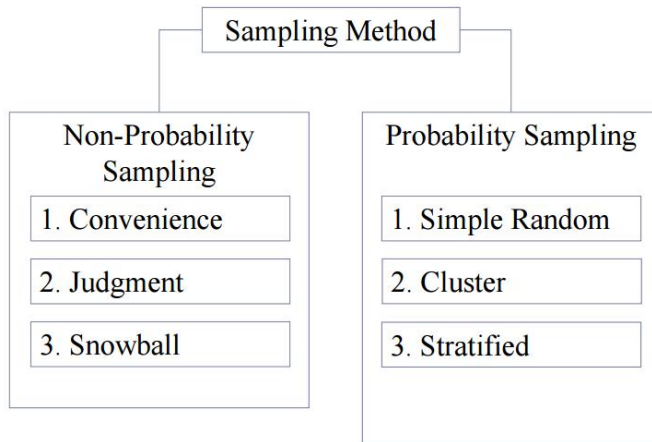 Sampling Method
Non-Probability
Sampling
1. Convenience
2. Judgment
3. Snowball
Probability Sampling
1. Simple Random
2. Cluster
3. Stratified